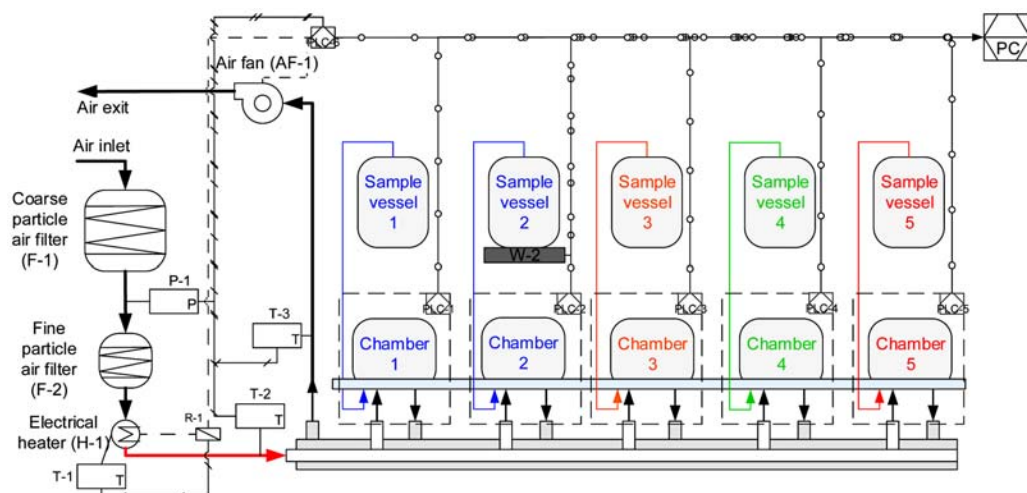 PLC-6
PC
Air fan (AF-1)
Air exit
Air inlet
Coarse
particle
air filter
(F-1)
P-1
P
Fine
particle
air filter
(F-2)
T-3
T
T-2
T
Electrical
heater (H-1)
R-1
T-1
T
Sample
vessel
1
Sample
vessel
2
Sample
vessel
3
Sample
vessel
4
Sample
vessel
5
W-2
PLC-1
PLC-2
PLC-3
PLC-4
PLC-5
Chamber
1
Chamber
2
Chamber
3
Chamber
4
Chamber
5